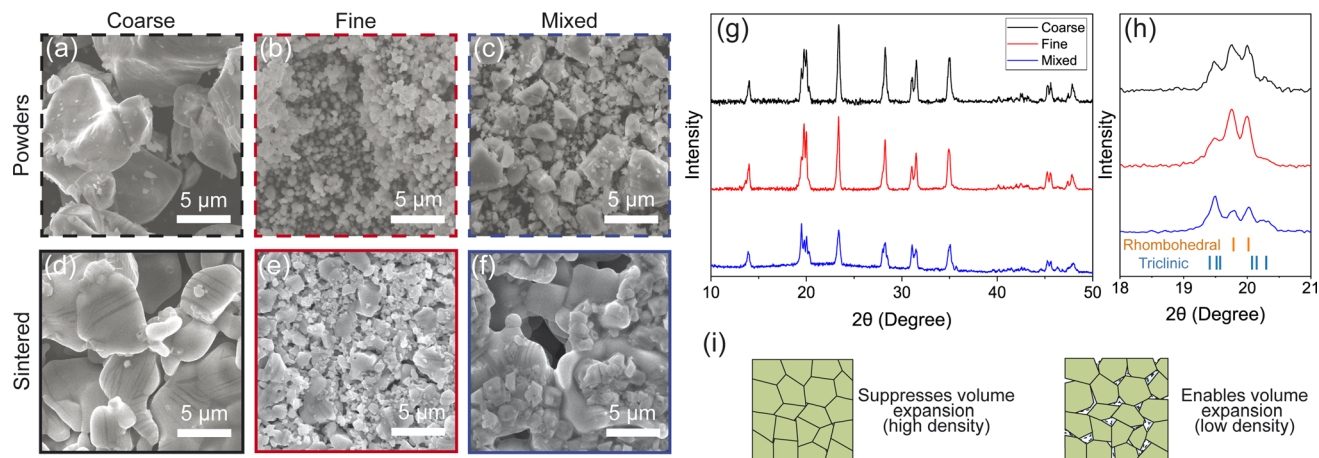 Coarse
Fine
Mixed
Powders
(a)
5 μm
(b)
5 μm
(c)
5 μm
Sintered
(d)
5 μm
(e)
5 μm
(f)
5 μm
(g)
Coarse
Fine
Mixed
Intensity
10 20 30 40 50
2θ (Degree)
(h)
Intensity
Rhombohedral
Triclinic
18 19 20 21
2θ (Degree)
(i)
Suppresses volume
expansion
(high density)
Enables volume
expansion
(low density)